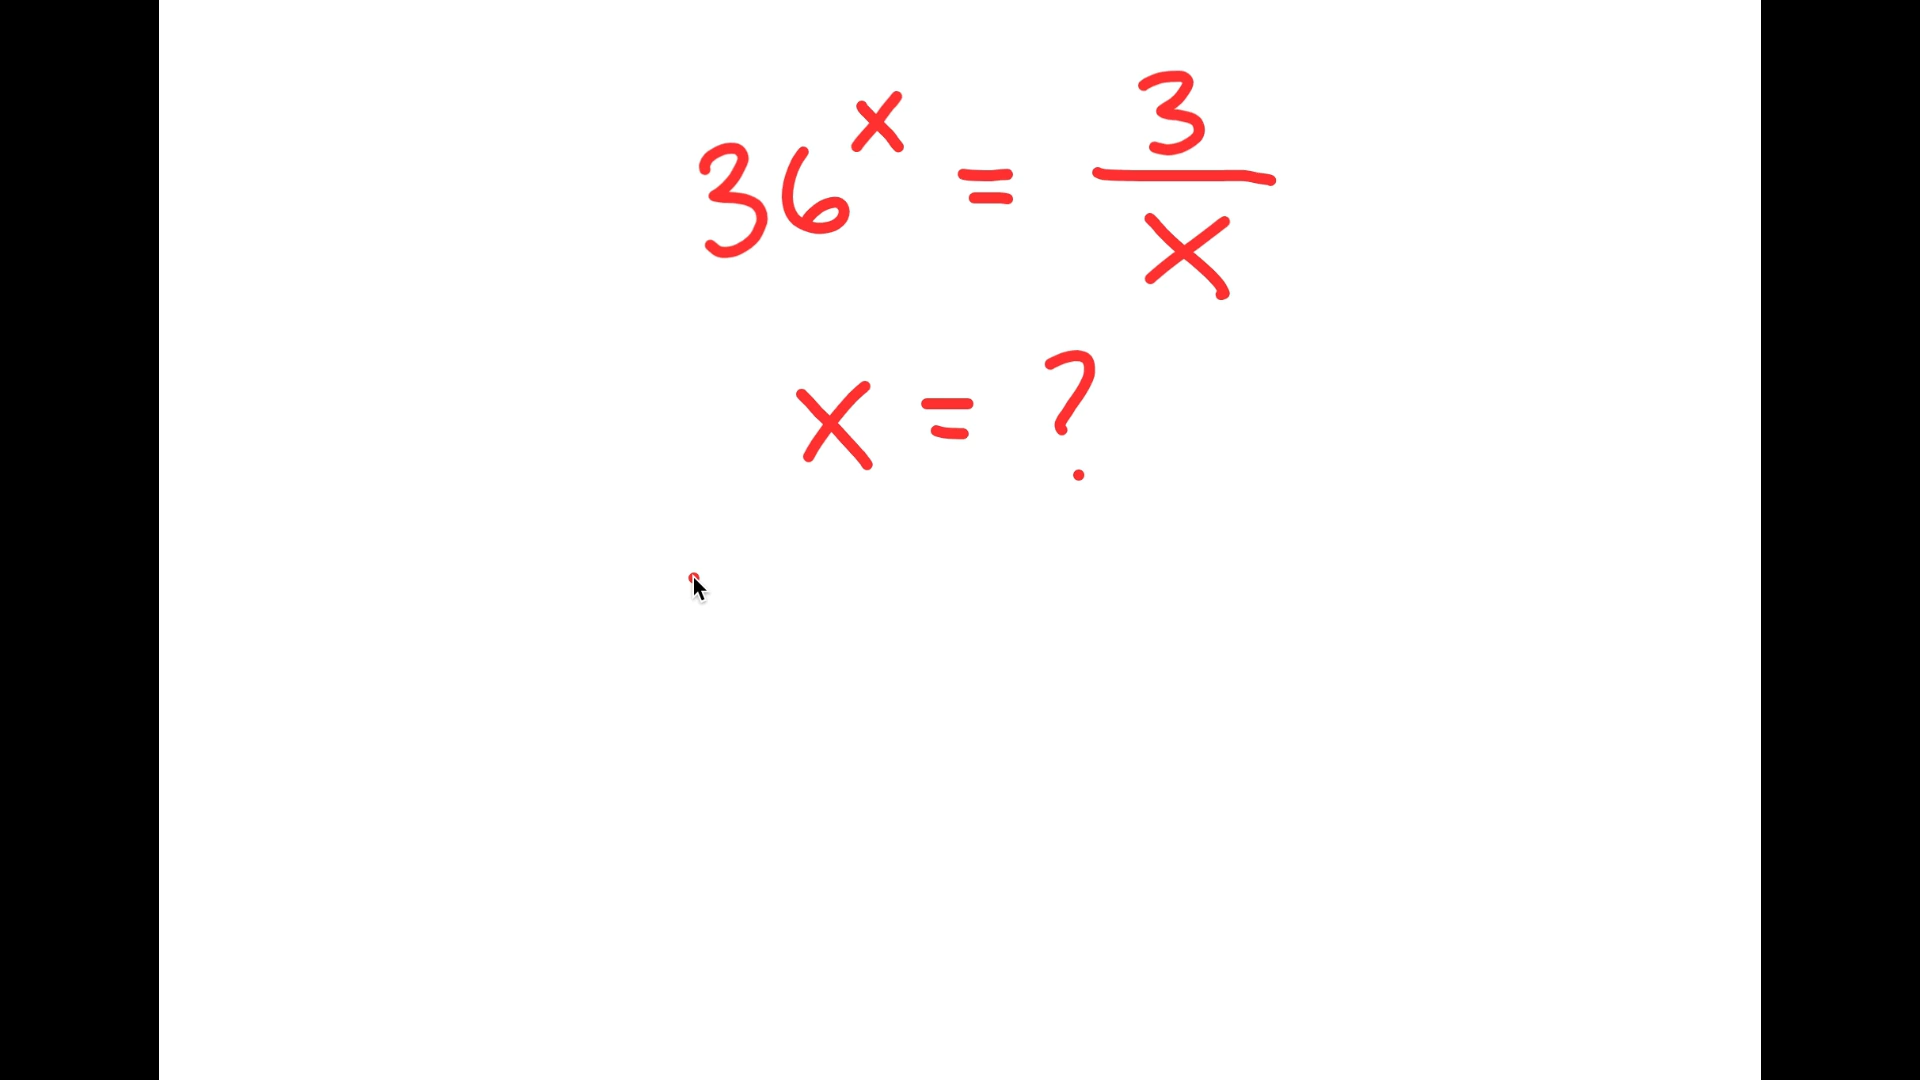 36^x = 3/x
x = ?